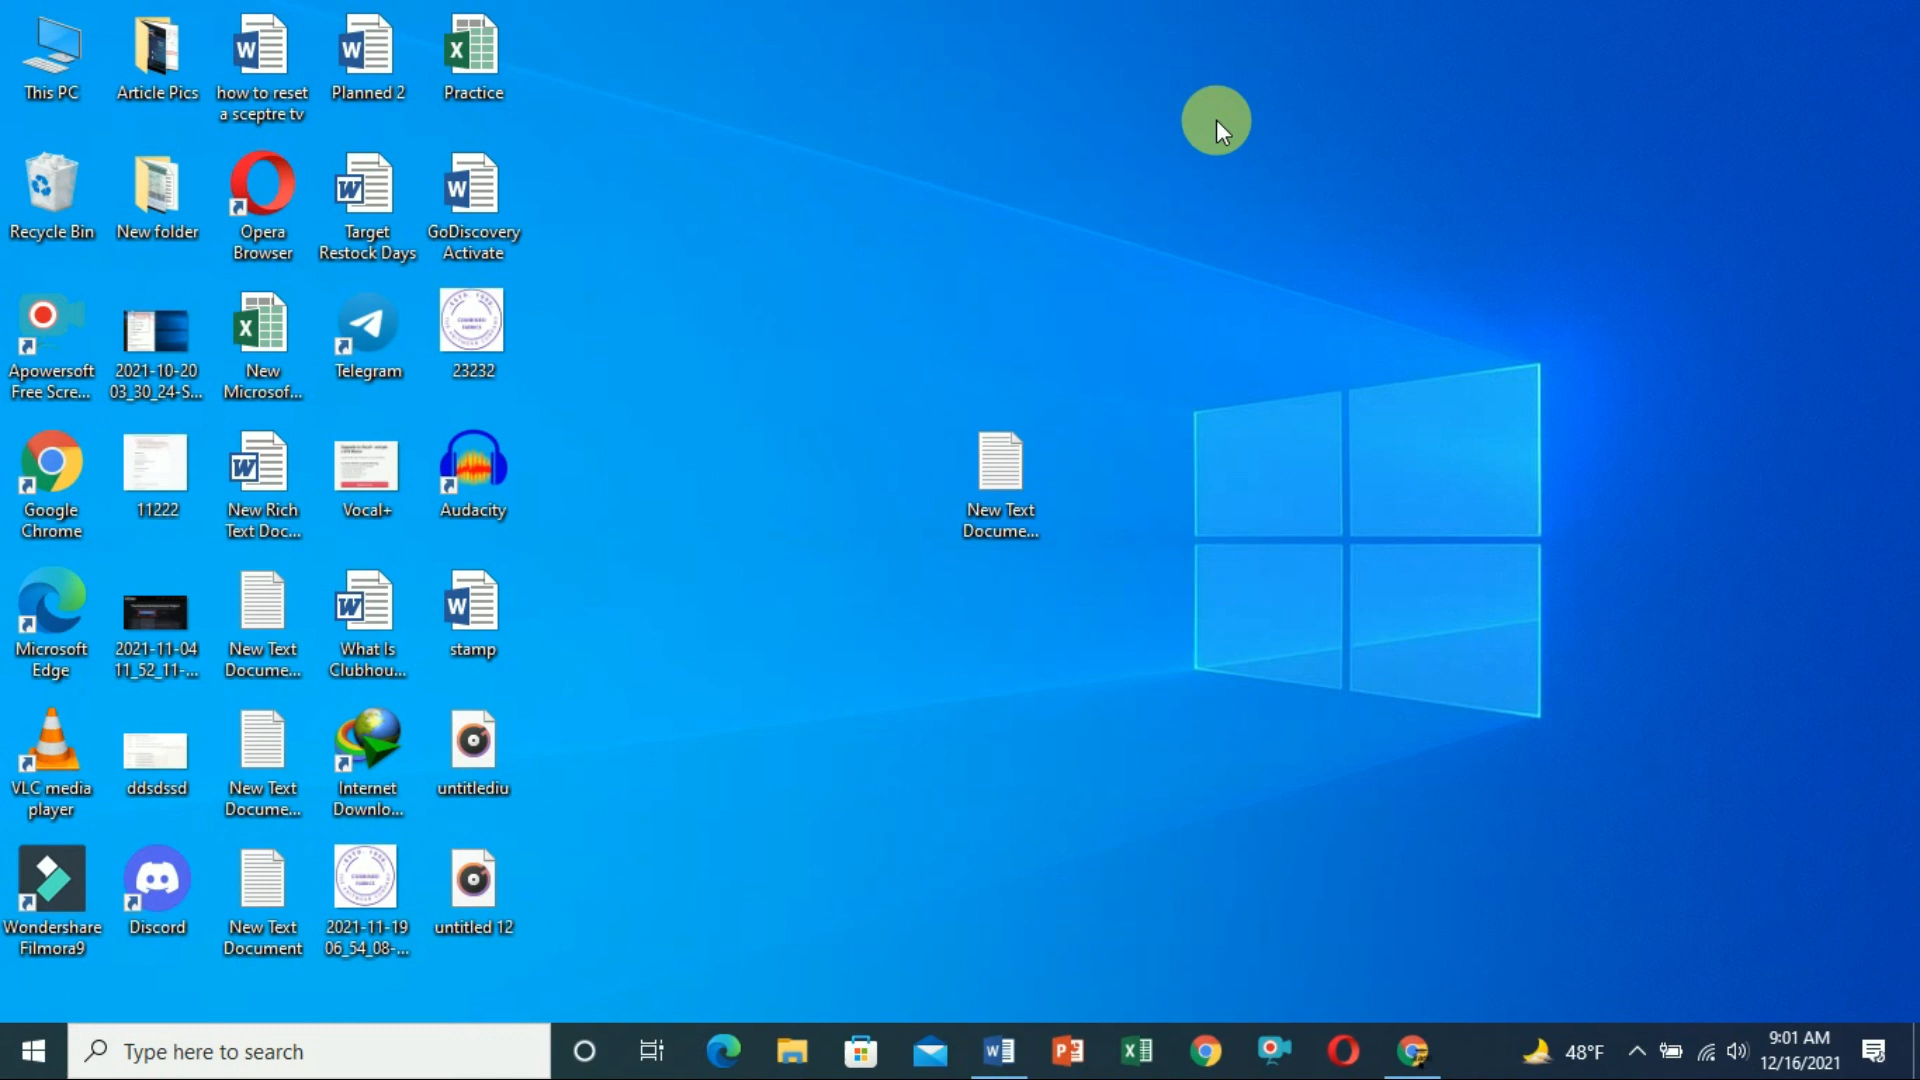 This PC
Article Pics
how to reset
a sceptre tv
Planned 2
Practice
Recycle Bin
New folder
Opera
Browser
Target
Restock Days
GoDiscovery
Activate
Apowersoft
Free Scre...
2021-10-20
03_30_24-S...
New
Microsof...
Telegram
23232
Google
Chrome
11222
New Rich
Text Doc...
Vocal+
Audacity
New Text
Docume...
Microsoft
Edge
2021-11-04
11_52_11-...
New Text
Docume...
What Is
Clubhou...
stamp
VLC media
player
ddsdssd
New Text
Docume...
Internet
Downlo...
untitlediu
Wondershare
Filmora9
Discord
New Text
Document
2021-11-19
06_54_08-...
untitled 12
Type here to search
48°F
9:01 AM
12/16/2021